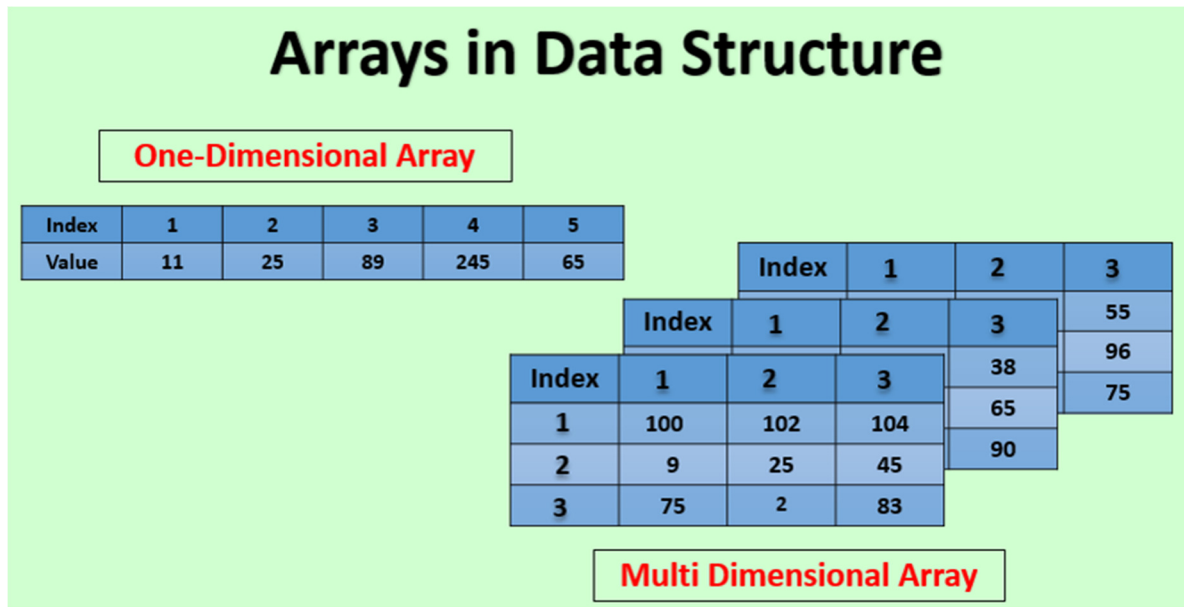 Arrays in Data Structure
One-Dimensional Array
Index 1 2 3 4 5
Value 11 25 89 245 65
Index 1 2 3
55
96
75
Index 1 2 3
38
65
90
Index 1 2 3
1 100 102 104
2 9 25 45
3 75 2 83
Multi Dimensional Array